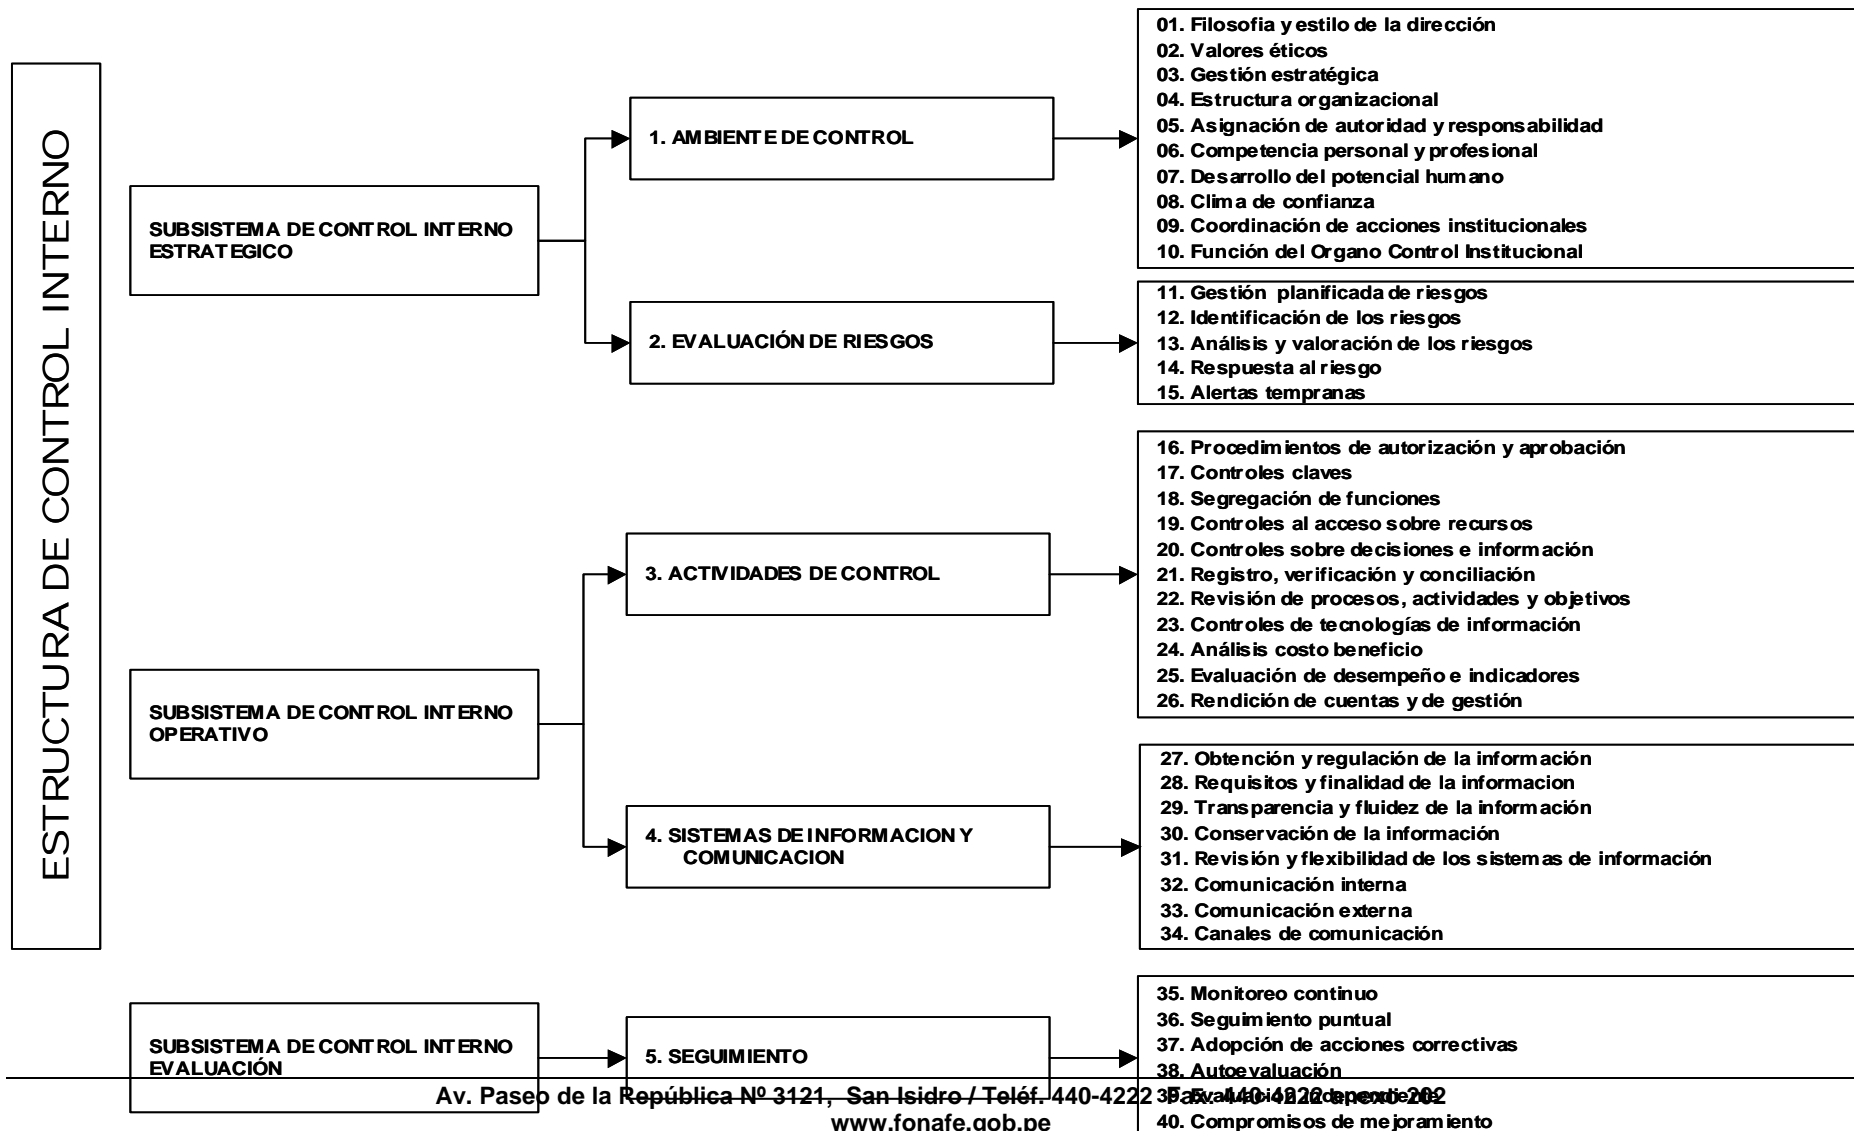 ESTRUCTURA DE CONTROL INTERNO
SUBSISTEMA DE CONTROL INTERNO
ESTRATEGICO
1. AMBIENTE DE CONTROL
01. Filosofia y estilo de la dirección
02. Valores éticos
03. Gestión estratégica
04. Estructura organizacional
05. Asignación de autoridad y responsabilidad
06. Competencia personal y profesional
07. Desarrollo del potencial humano
08. Clima de confianza
09. Coordinación de acciones institucionales
10. Función del Organo Control Institucional
2. EVALUACIÓN DE RIESGOS
11. Gestión planificada de riesgos
12. Identificación de los riesgos
13. Análisis y valoración de los riesgos
14. Respuesta al riesgo
15. Alertas tempranas
SUBSISTEMA DE CONTROL INTERNO
OPERATIVO
3. ACTIVIDADES DE CONTROL
16. Procedimientos de autorización y aprobación
17. Controles claves
18. Segregación de funciones
19. Controles al acceso sobre recursos
20. Controles sobre decisiones e información
21. Registro, verificación y conciliación
22. Revisión de procesos, actividades y objetivos
23. Controles de tecnologías de información
24. Análisis costo beneficio
25. Evaluación de desempeño e indicadores
26. Rendición de cuentas y de gestión
4. SISTEMAS DE INFORMACION Y
COMUNICACION
27. Obtención y regulación de la información
28. Requisitos y finalidad de la informacion
29. Transparencia y fluidez de la información
30. Conservación de la información
31. Revisión y flexibilidad de los sistemas de información
32. Comunicación interna
33. Comunicación externa
34. Canales de comunicación
SUBSISTEMA DE CONTROL INTERNO
EVALUACIÓN
5. SEGUIMIENTO
35. Monitoreo continuo
36. Seguimiento puntual
37. Adopción de acciones correctivas
38. Autoevaluación
39. Evaluación independiente
40. Compromisos de mejoramiento
Av. Paseo de la República Nº 3121, San Isidro / Teléf. 440-4222 Fax: 440-4222 anexo 202
www.fonafe.gob.pe